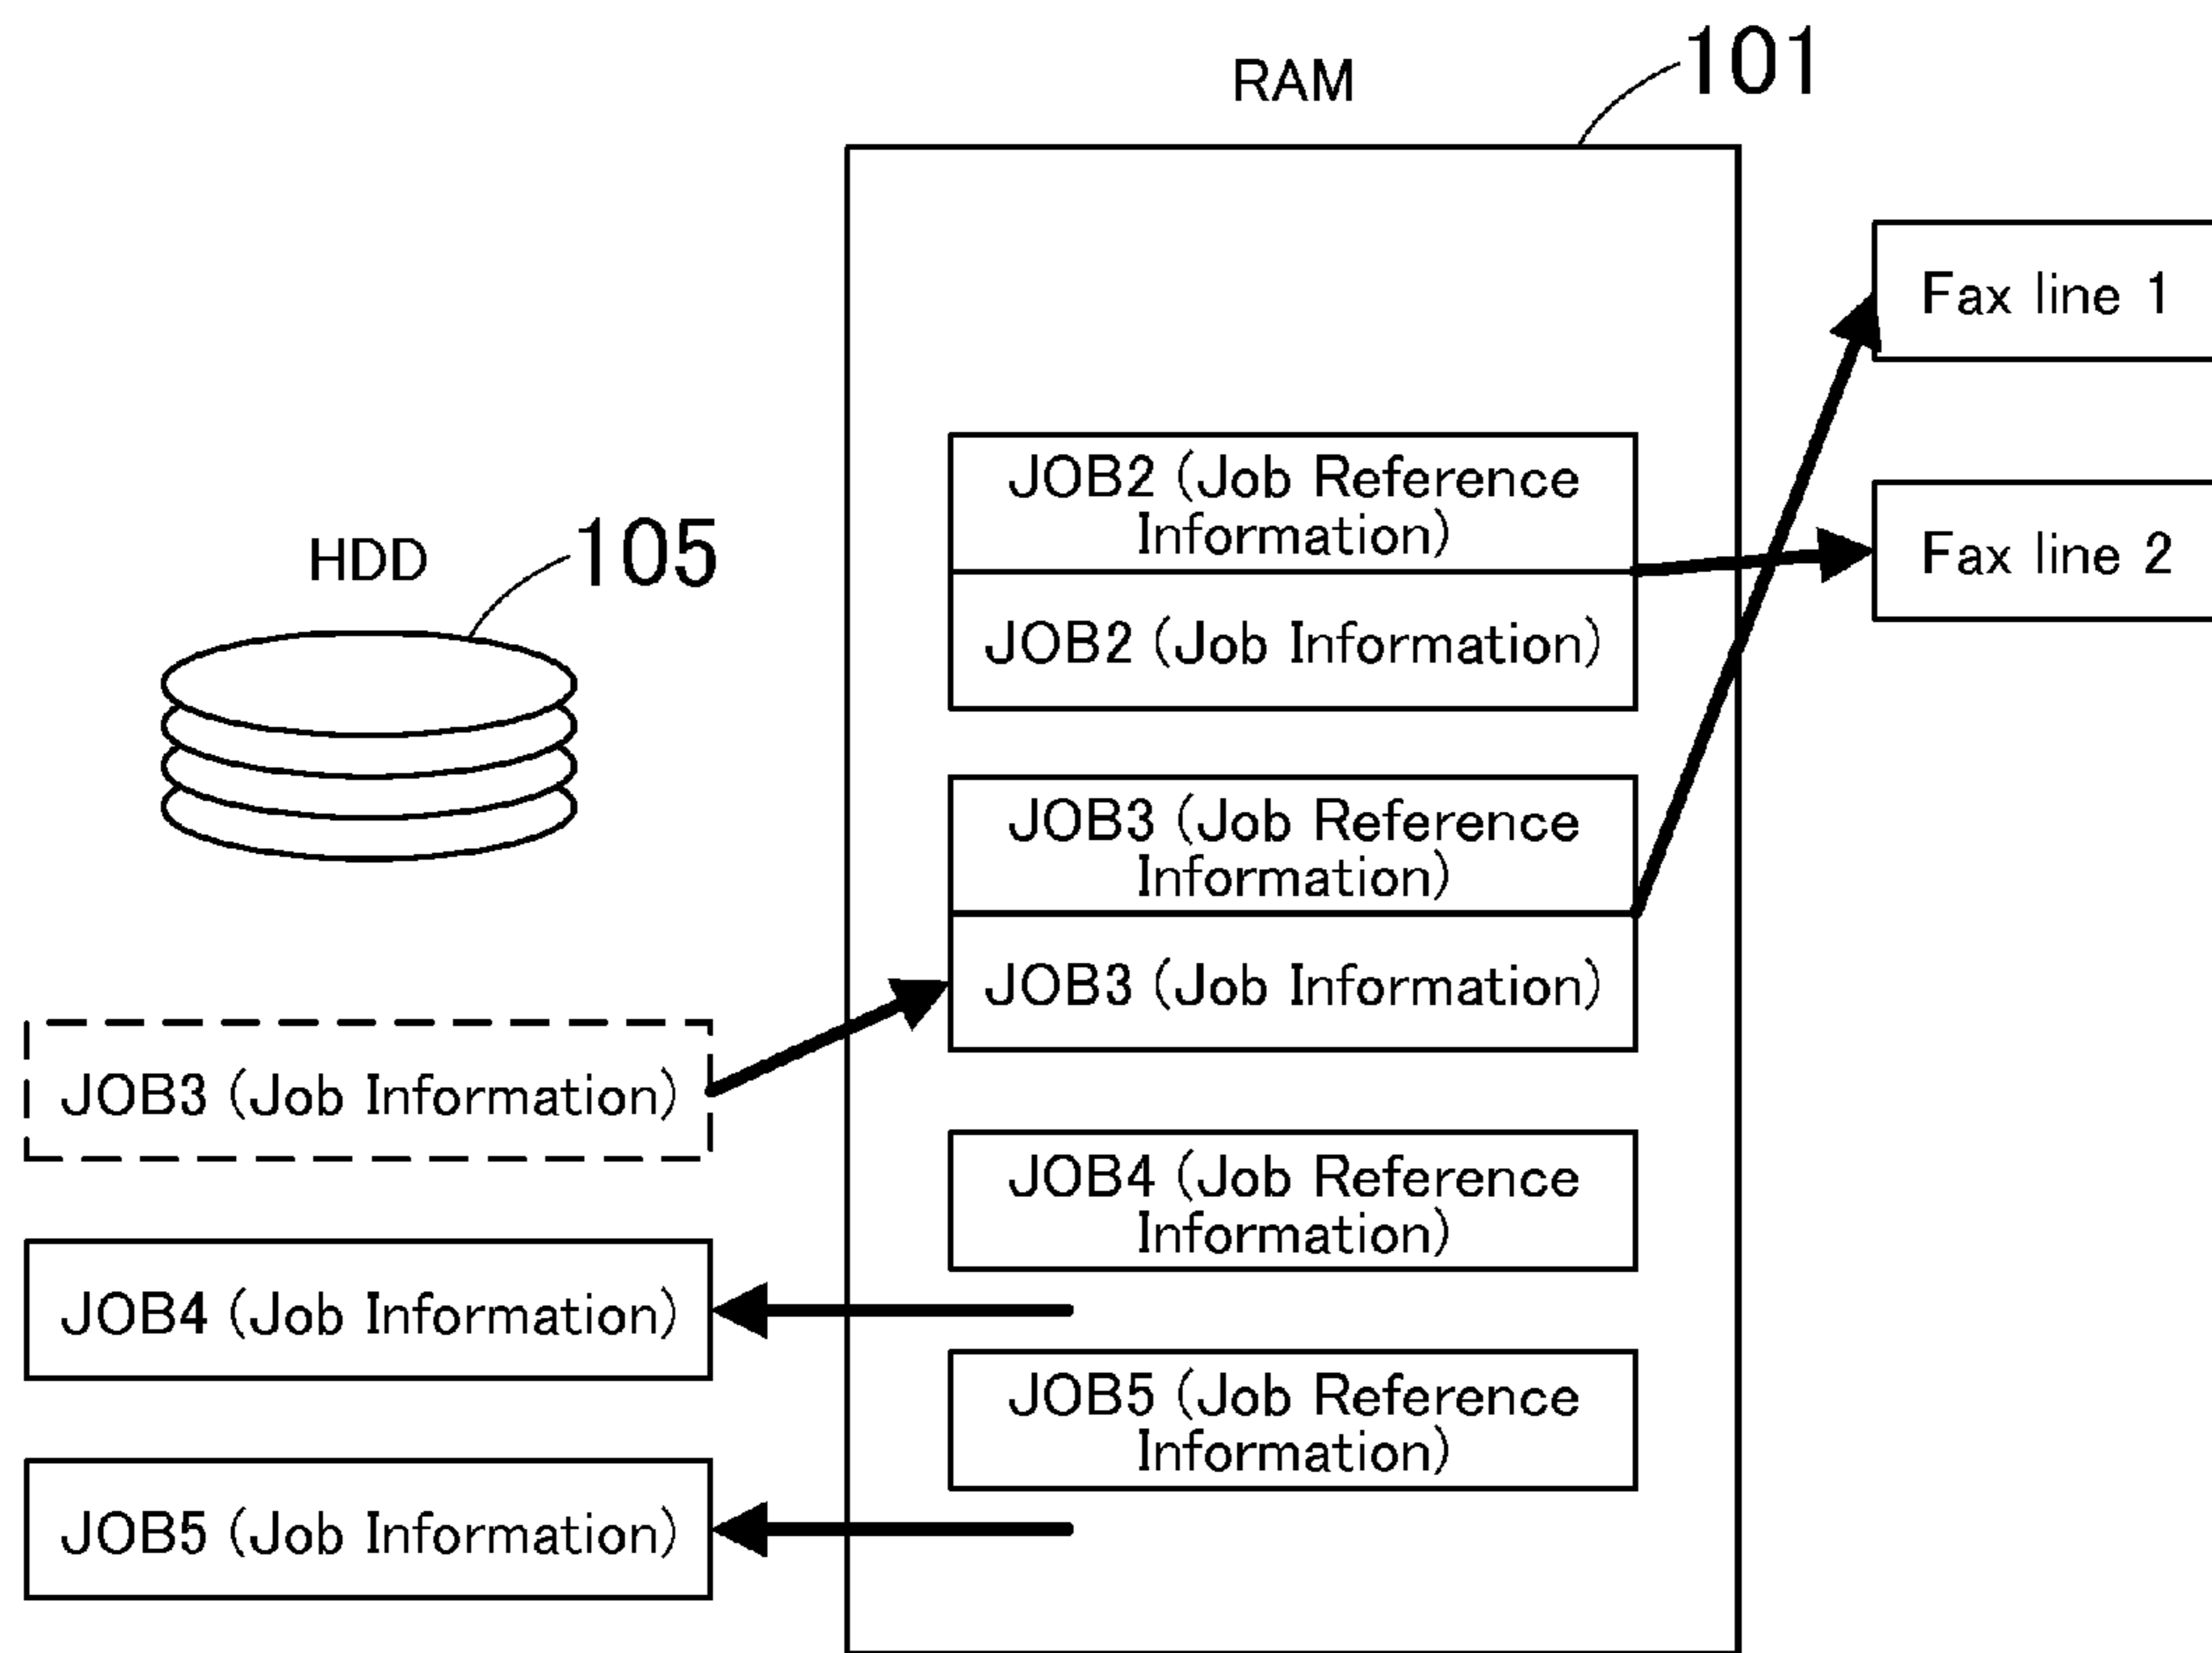 RAM
101
Fax line 1
JOB2 (Job Reference
Information)
Fax line 2
HDD
105
JOB2 (Job Information)
JOB3 (Job Reference
Information)
JOB3 (Job Information)
JOB3 (Job Information)
JOB4 (Job Reference
Information)
JOB4 (Job Information)
JOB5 (Job Reference
Information)
JOB5 (Job Information)